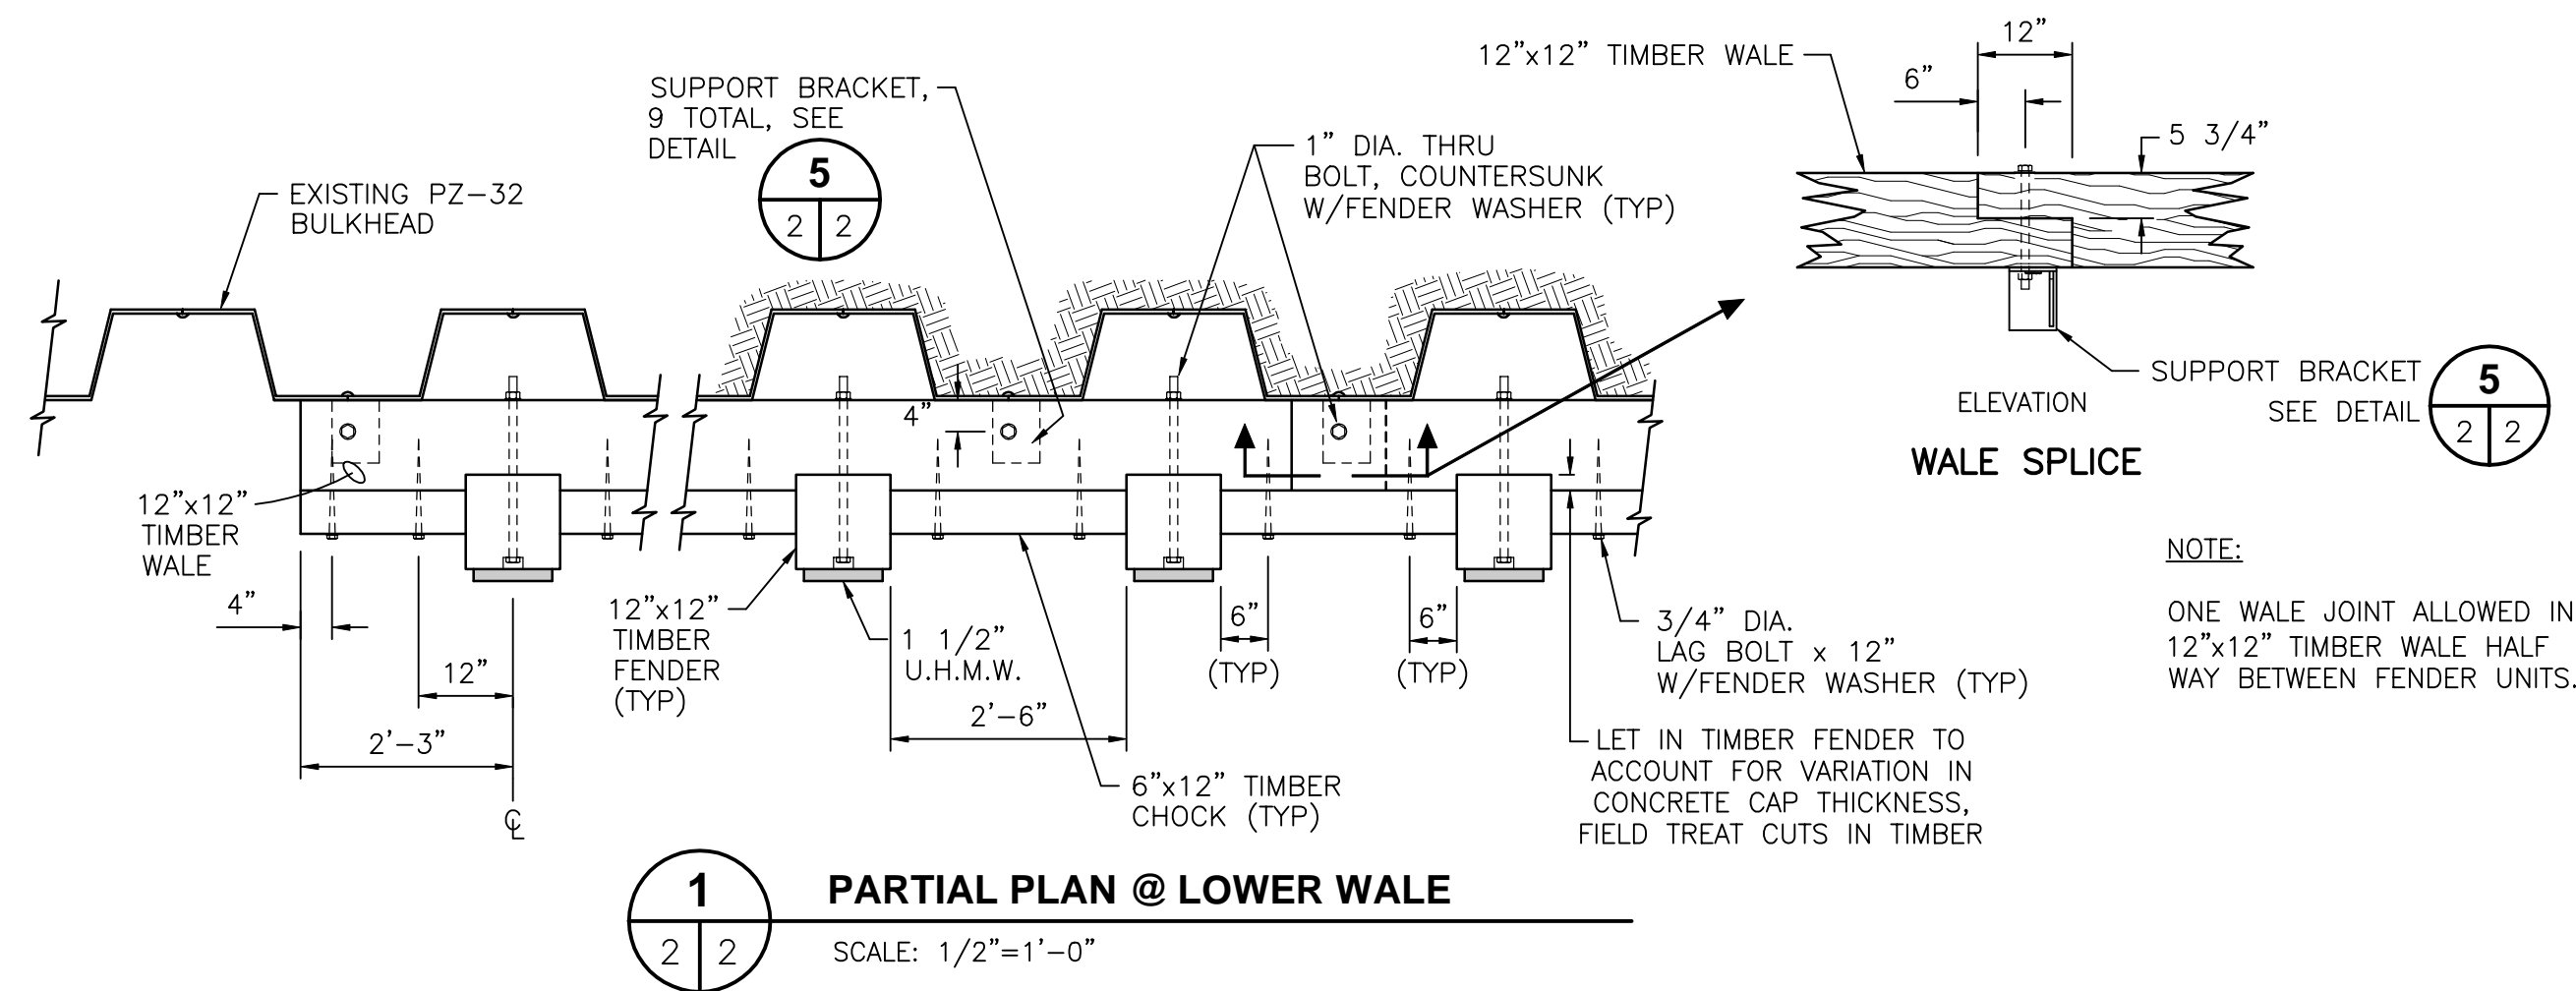 SUPPORT BRACKET,
9 TOTAL, SEE
DETAIL
5
2 2
EXISTING PZ-32
BULKHEAD
1" DIA. THRU
BOLT, COUNTERSUNK
W/FENDER WASHER (TYP)
12"x12" TIMBER WALE
12"
6"
5 3/4"
SUPPORT BRACKET
SEE DETAIL
5
2 2
ELEVATION
WALE SPLICE
4"
12"x12"
TIMBER
WALE
4"
12"
2'-3"
℄
12"x12"
TIMBER
FENDER
(TYP)
1 1/2"
U.H.M.W.
2'-6"
6"
(TYP)
6"
(TYP)
6"x12" TIMBER
CHOCK (TYP)
3/4" DIA.
LAG BOLT x 12"
W/FENDER WASHER (TYP)
LET IN TIMBER FENDER TO
ACCOUNT FOR VARIATION IN
CONCRETE CAP THICKNESS,
FIELD TREAT CUTS IN TIMBER
NOTE:
ONE WALE JOINT ALLOWED IN
12"x12" TIMBER WALE HALF
WAY BETWEEN FENDER UNITS.
1
2 2
PARTIAL PLAN @ LOWER WALE
SCALE: 1/2"=1'-0"